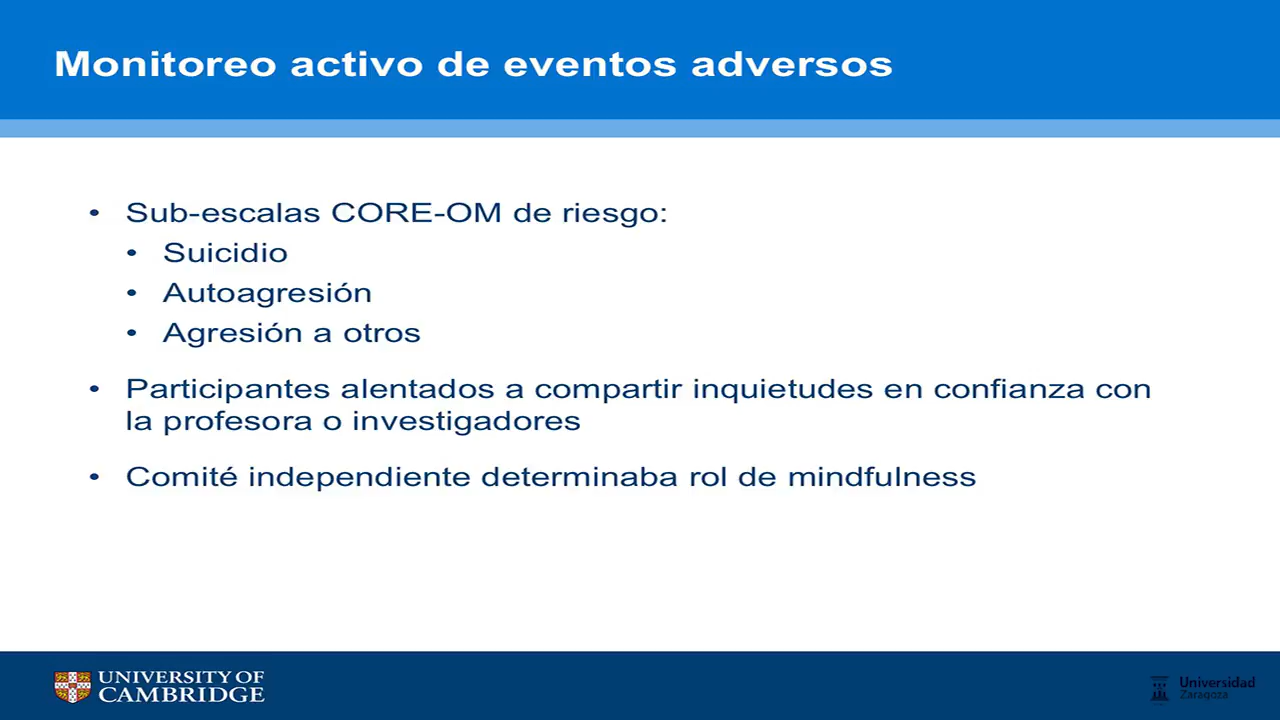 Monitoreo activo de eventos adversos
• Sub-escalas CORE-OM de riesgo:
• Suicidio
• Autoagresión
• Agresión a otros
• Participantes alentados a compartir inquietudes en confianza con
la profesora o investigadores
• Comité independiente determinaba rol de mindfulness
UNIVERSITY OF
CAMBRIDGE
Universidad
Zaragoza